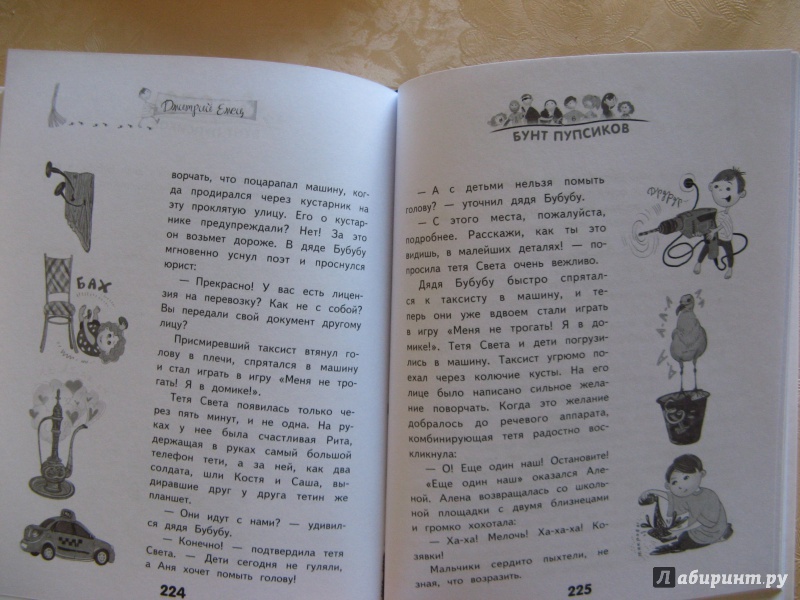 Дмитрий Емец
ворчать, что поцарапал машину, ког-
да продирался через кустарник на
эту проклятую улицу. Его о кустар-
нике предупреждали? Нет! За это
он возьмет дороже. В дяде Бубубу
мгновенно уснул поэт и проснулся
юрист:
— Прекрасно! У вас есть лицен-
зия на перевозку? Как не с собой?
Вы передали свой документ другому
лицу?
Присмиревший таксист втянул го-
лову в плечи, спрятался в машину
и стал играть в игру «Меня не тро-
гать! Я в домике!».
Тетя Света появилась только че-
рез пять минут, и не одна. На ру-
ках у нее была счастливая Рита,
держащая в руках самый большой
телефон тети, а за ней, как два
солдата, шли Костя и Саша, вы-
диравшие друг у друга тетин же
планшет.
— Они идут с нами? — удивил-
ся дядя Бубубу.
— Конечно! — подтвердила тетя
Света. — Дети сегодня не гуляли,
а Аня хочет помыть голову!
224
БАХ
БУНТ ПУПСИКОВ
— А с детьми нельзя помыть
голову? — уточнил дядя Бубубу.
— С этого места, пожалуйста,
подробнее. Расскажи, как ты это
видишь, в малейших деталях! — по-
просила тетя Света очень вежливо.
Дядя Бубубу быстро спрятал-
ся к таксисту в машину, и те-
перь они уже вдвоем стали играть
в игру «Меня не трогать! Я в до-
мике!». Тетя Света и дети погрузи-
лись в машину. Таксист угрюмо по-
ехал через колючие кусты. На его
лице было написано сильное жела-
ние поворчать. Когда это желание
добралось до речевого аппарата,
комбинирующая тетя радостно вос-
кликнула:
— О! Еще один наш! Остановите!
«Еще один наш» оказался Але-
ной. Алена возвращалась со школь-
ной площадки с двумя близнецами
и громко хохотала:
— Ха-ха! Мелочь! Ха-ха-ха! Ко-
зявки!
Мальчики сердито пыхтели, не
зная, что возразить.
225
Лабиринт.ру